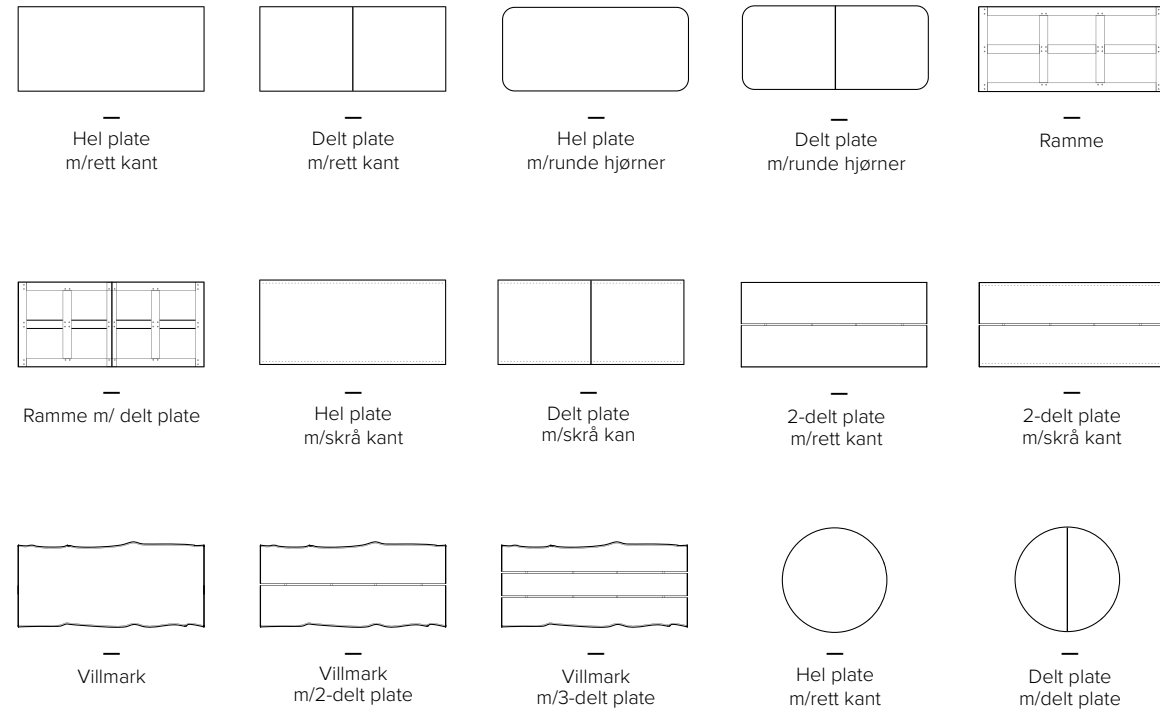 Hel plate
m/rett kant
Delt plate
m/rett kant
Hel plate
m/runde hjørner
Delt plate
m/runde hjørner
Ramme
Ramme m/ delt plate
Hel plate
m/skrå kant
Delt plate
m/skrå kan
2-delt plate
m/rett kant
2-delt plate
m/skrå kant
Villmark
Villmark
m/2-delt plate
Villmark
m/3-delt plate
Hel plate
m/rett kant
Delt plate
m/delt plate